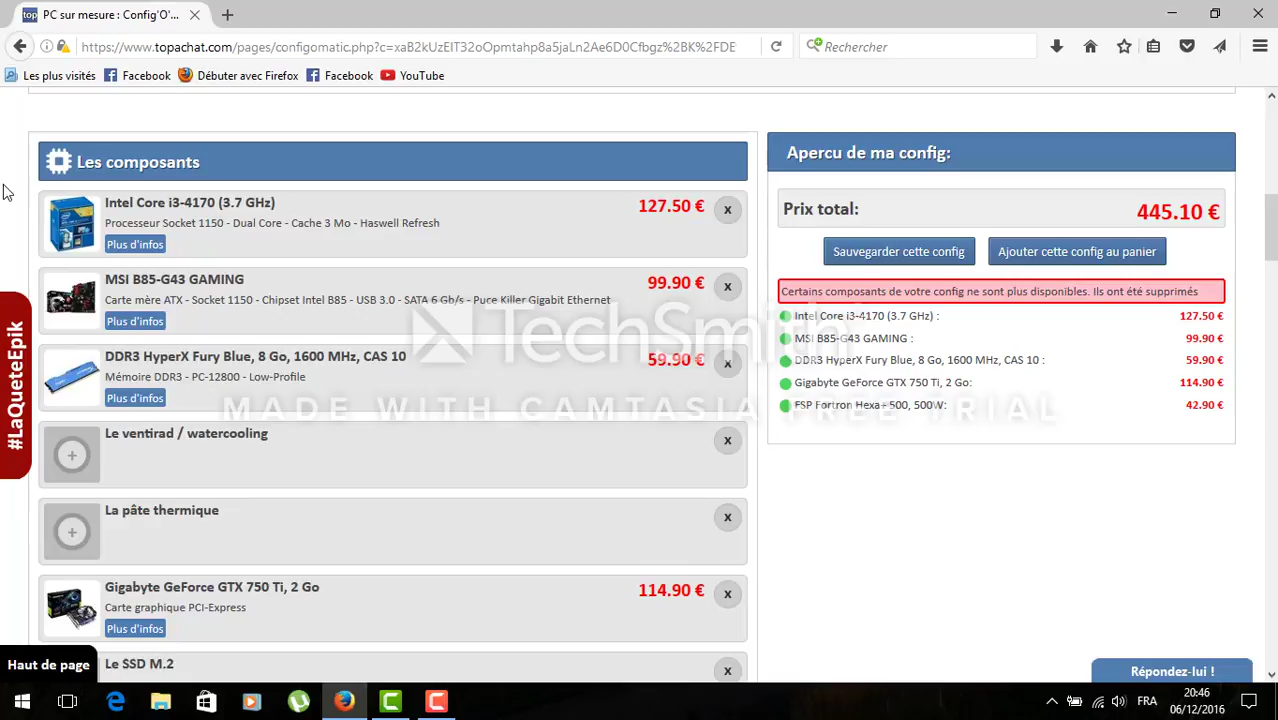 top PC sur mesure : Config'O'...
https://www.topachat.com/pages/configomatic.php?c=xaB2kUzEIT32oOpmtahp8a5jaLn2Ae6D0Cfbgz%2BK%2FDE
Rechercher
Les plus visités Facebook Débuter avec Firefox Facebook YouTube
Les composants
Intel Core i3-4170 (3.7 GHz) 127.50 € x
Processeur Socket 1150 - Dual Core - Cache 3 Mo - Haswell Refresh
Plus d'infos
MSI B85-G43 GAMING 99.90 € x
Carte mère ATX - Socket 1150 - Chipset Intel B85 - USB 3.0 - SATA 6 Gb/s - Puce Killer Gigabit Ethernet
Plus d'infos
DDR3 HyperX Fury Blue, 8 Go, 1600 MHz, CAS 10 59.90 € x
Mémoire DDR3 - PC-12800 - Low-Profile
Plus d'infos
Le ventirad / watercooling x
La pâte thermique x
Gigabyte GeForce GTX 750 Ti, 2 Go 114.90 € x
Carte graphique PCI-Express
Plus d'infos
Le SSD M.2 x
Apercu de ma config:
Prix total: 445.10 €
Sauvegarder cette config Ajouter cette config au panier
Certains composants de votre config ne sont plus disponibles. Ils ont été supprimés
Intel Core i3-4170 (3.7 GHz) : 127.50 €
MSI B85-G43 GAMING : 99.90 €
DDR3 HyperX Fury Blue, 8 Go, 1600 MHz, CAS 10 : 59.90 €
Gigabyte GeForce GTX 750 Ti, 2 Go: 114.90 €
FSP Fortron Hexa+ 500, 500W: 42.90 €
TechSmith
MADE WITH CAMTASIA FREE TRIAL
#LaQueteEpik
Haut de page
Répondez-lui !
FRA
20:46
06/12/2016